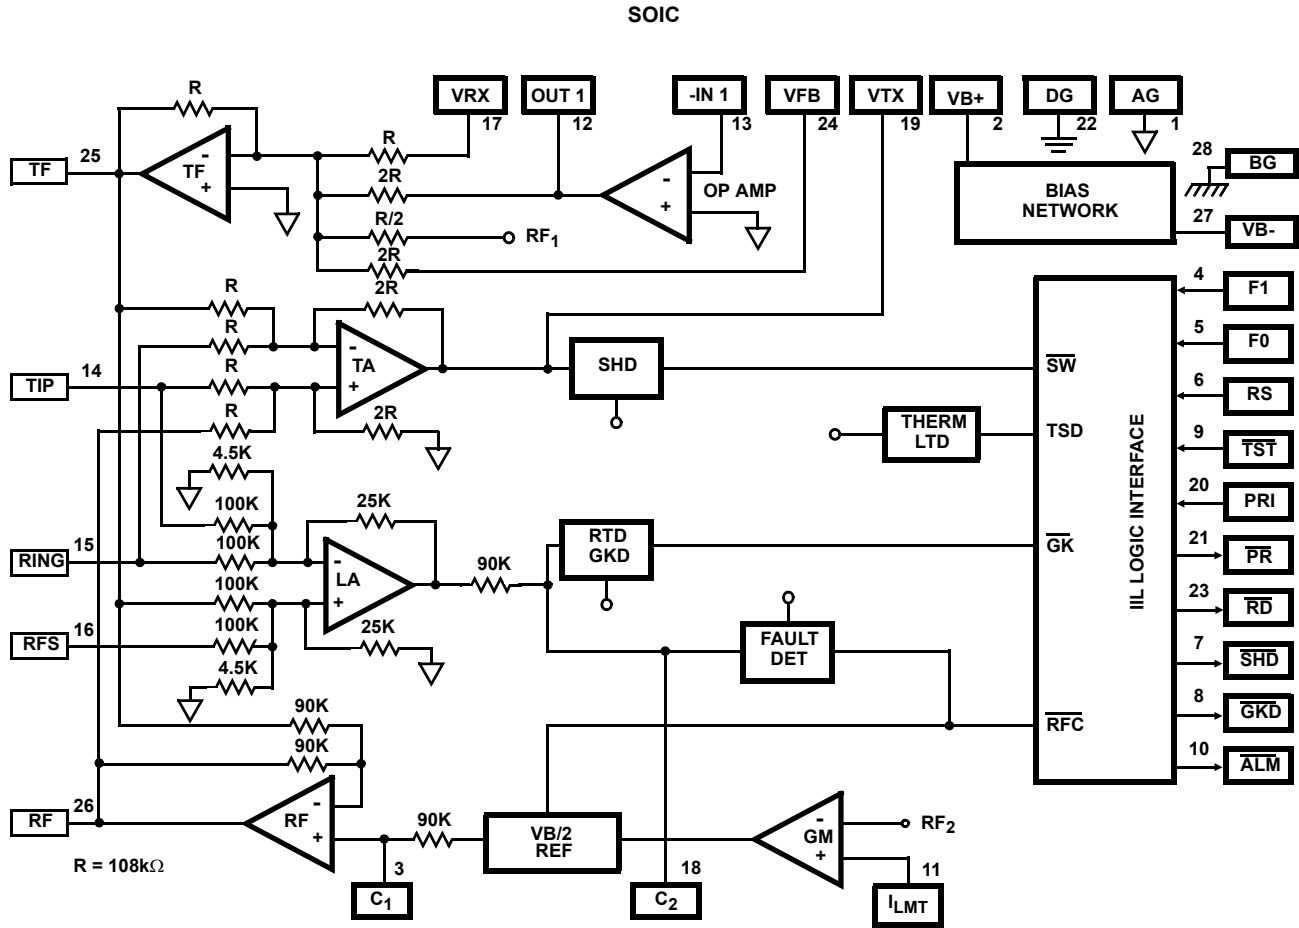 SOIC
VRX
17
OUT 1
12
-IN 1
13
VFB
24
VTX
19
VB+
2
DG
22
AG
1
28
BG
27
VB-
BIAS
NETWORK
TF
25
R
TF
-
+
R
2R
R/2
RF1
2R
-
+
OP AMP
R
R
2R
-
TA
+
TIP
14
R
R
2R
SHD
4.5K
100K
RING
15
100K
25K
-
LA
+
90K
RTD
GKD
100K
RFS
16
100K
25K
4.5K
FAULT
DET
THERM
LTD
SW
TSD
GK
RFC
IIL LOGIC INTERFACE
4
F1
5
F0
6
RS
9
TST
20
PRI
21
PR
23
RD
7
SHD
8
GKD
10
ALM
90K
90K
RF
26
RF
-
+
90K
VB/2
REF
-
GM
+
RF2
R = 108kΩ
3
C1
18
C2
11
ILMT